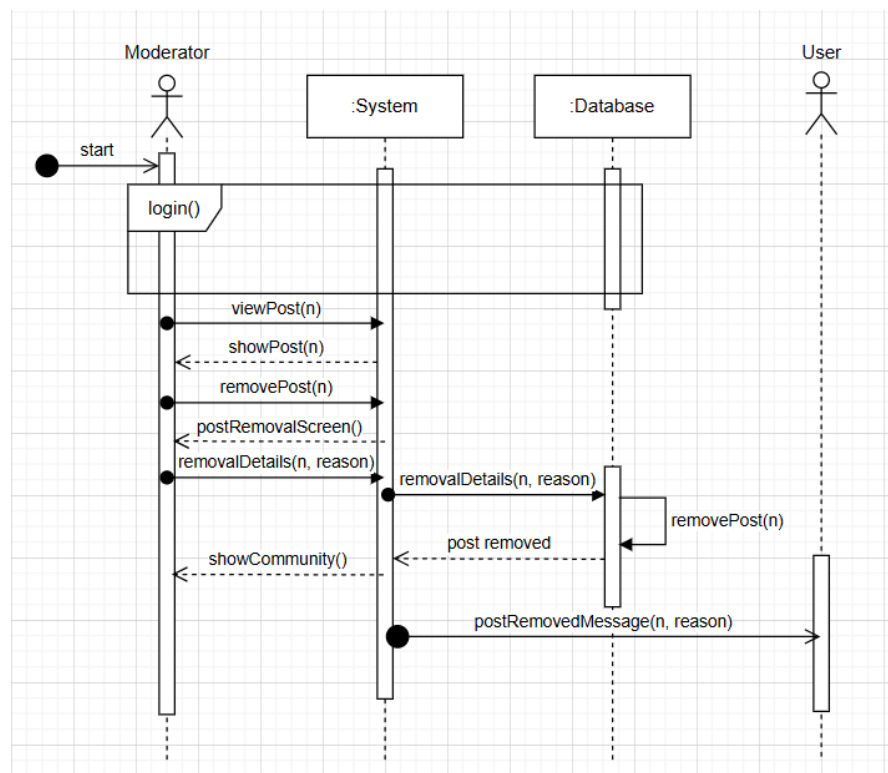 Moderator
User
:System
:Database
start
login()
viewPost(n)
showPost(n)
removePost(n)
postRemovalScreen()
removalDetails(n, reason)
removalDetails(n, reason)
removePost(n)
post removed
showCommunity()
postRemovedMessage(n, reason)